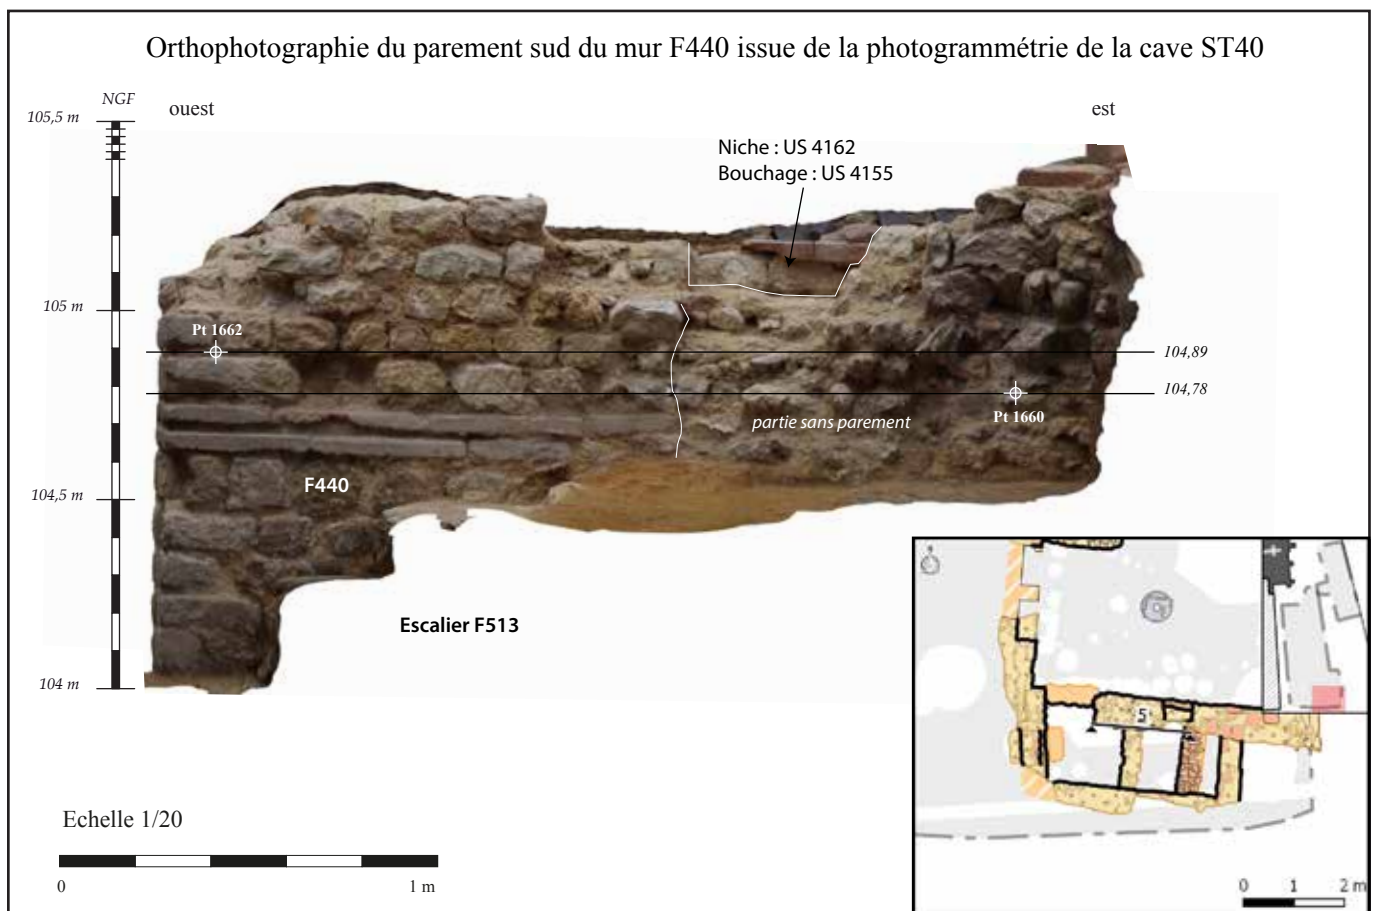 Orthophotographie du parement sud du mur F440 issue de la photogrammétrie de la cave ST40
NGF
ouest
est
105,5 m
Niche : US 4162
Bouchage : US 4155
105 m
Pt 1662
104,89
104,78
partie sans parement
Pt 1660
104,5 m
F440
Escalier F513
104 m
5
Echelle 1/20
0
1 m
0
1
2 m